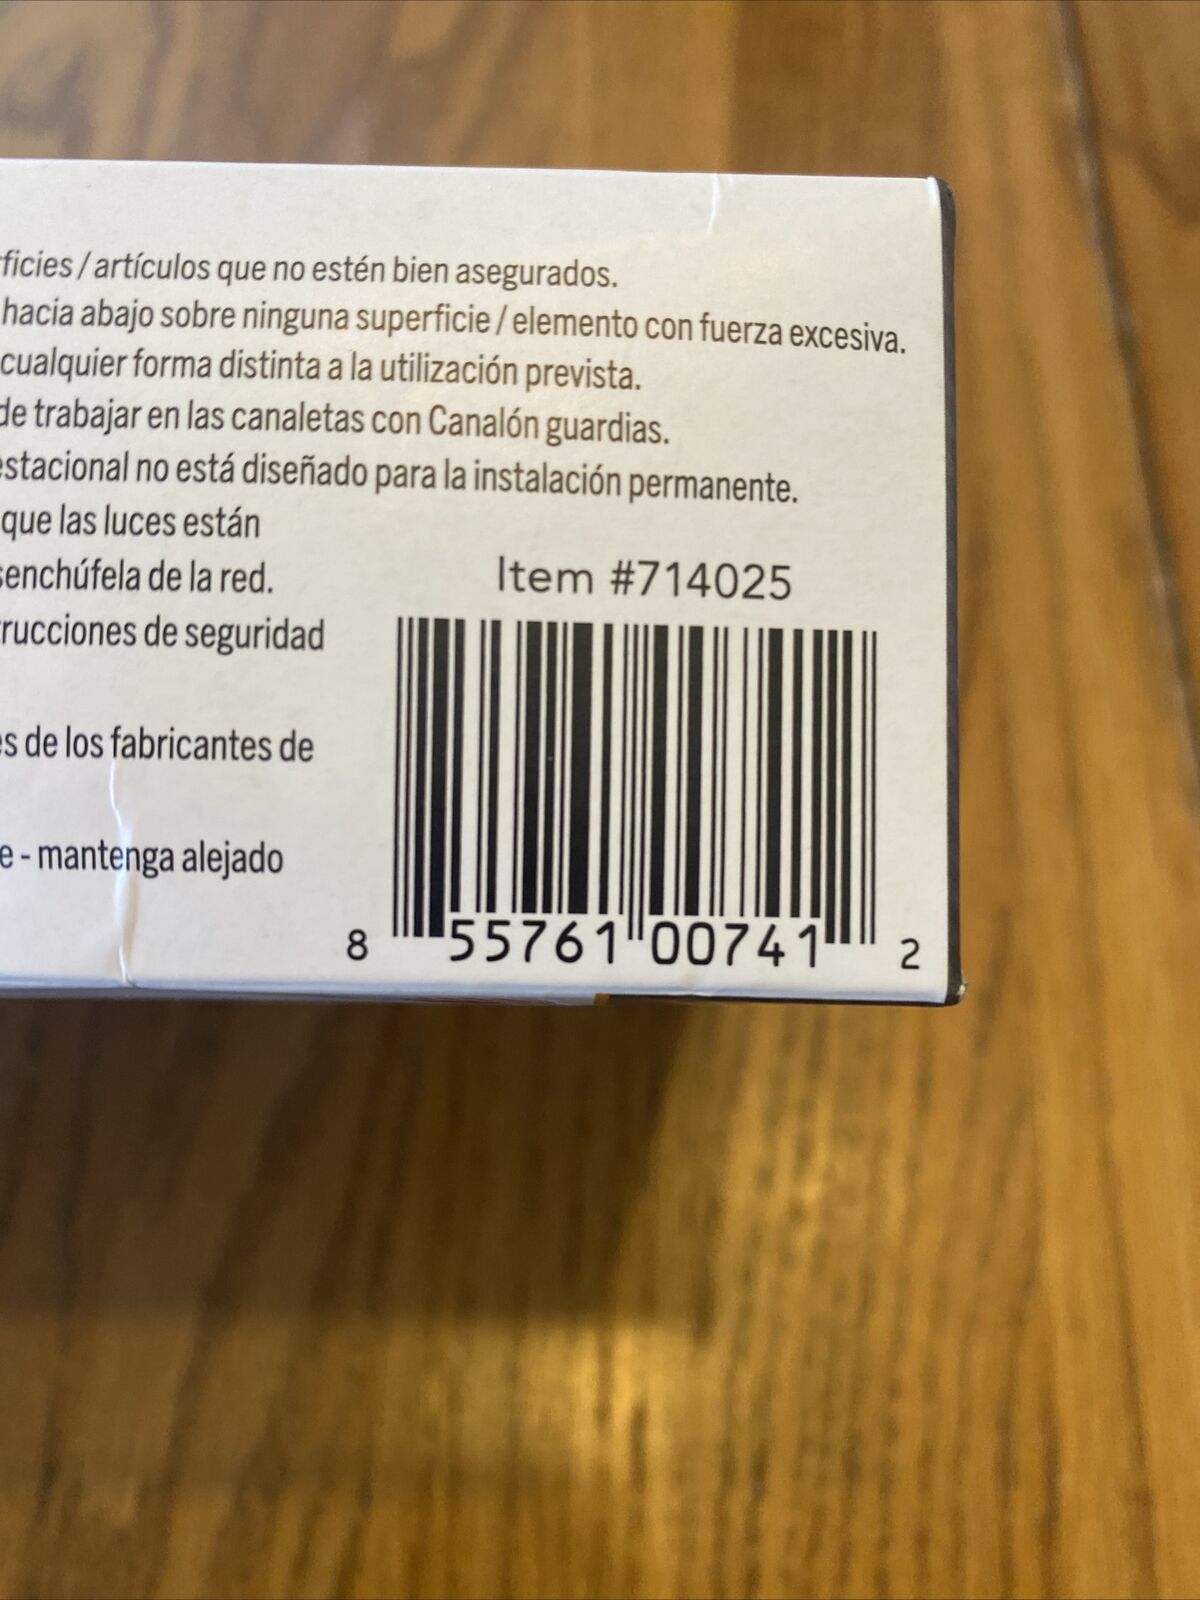 ficies / artículos que no estén bien asegurados.
hacia abajo sobre ninguna superficie / elemento con fuerza excesiva.
cualquier forma distinta a la utilización prevista.
de trabajar en las canaletas con Canalón guardias.
estacional no está diseñado para la instalación permanente.
que las luces están
senchúfela de la red.
Item #714025
rucciones de seguridad
es de los fabricantes de
e - mantenga alejado
8 55761 00741 2